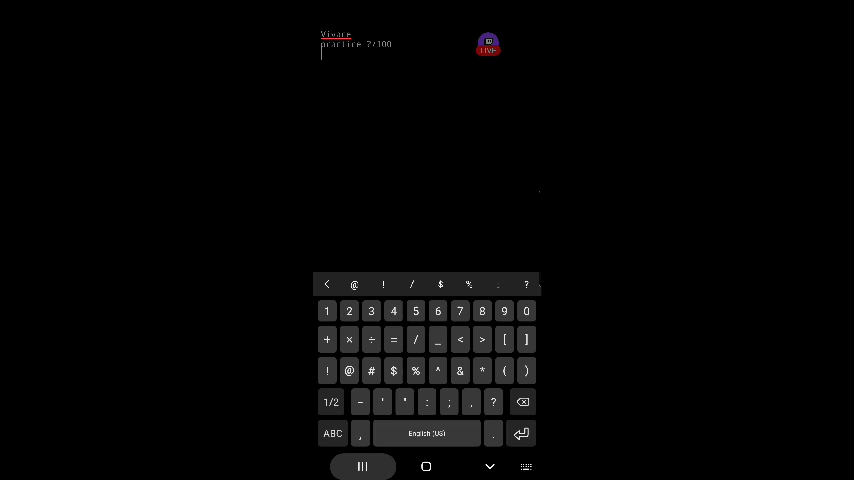 Vivace
practice ?/100
LIVE
< @ ! / $ % . ?
1 2 3 4 5 6 7 8 9 0
+ × ÷ = / _ < > [ ]
! @ # $ % ^ & * ( )
1/2 - ' " : ; , ?
ABC , English (US) .